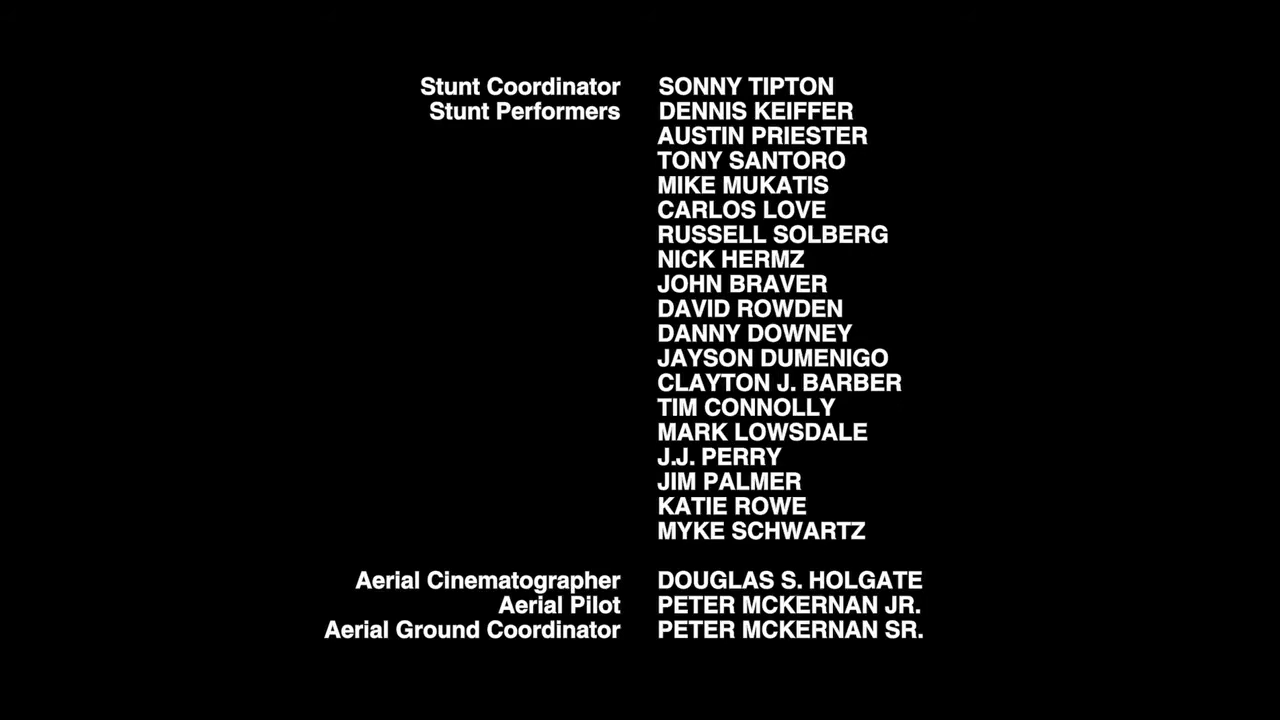 Stunt Coordinator SONNY TIPTON
Stunt Performers DENNIS KEIFFER
AUSTIN PRIESTER
TONY SANTORO
MIKE MUKATIS
CARLOS LOVE
RUSSELL SOLBERG
NICK HERMZ
JOHN BRAVER
DAVID ROWDEN
DANNY DOWNEY
JAYSON DUMENIGO
CLAYTON J. BARBER
TIM CONNOLLY
MARK LOWSDALE
J.J. PERRY
JIM PALMER
KATIE ROWE
MYKE SCHWARTZ
Aerial Cinematographer DOUGLAS S. HOLGATE
Aerial Pilot PETER MCKERNAN JR.
Aerial Ground Coordinator PETER MCKERNAN SR.